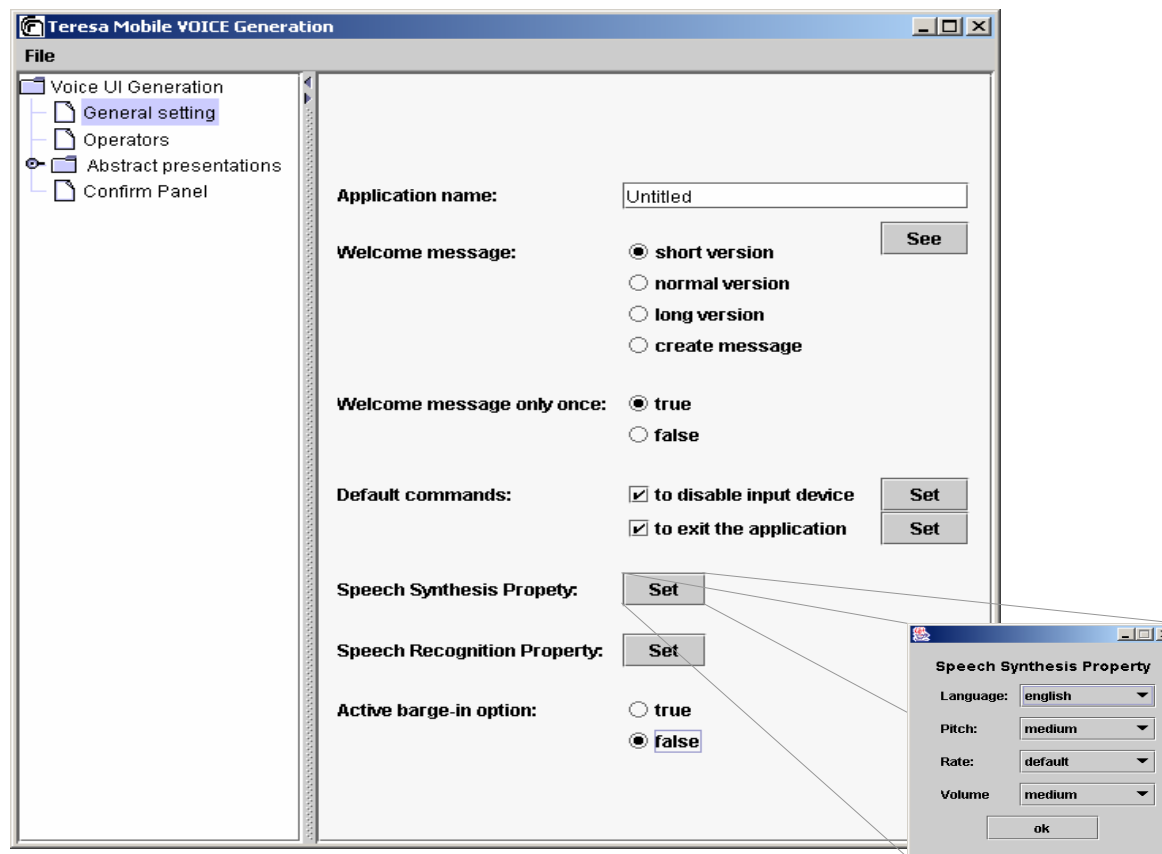 Teresa Mobile VOICE Generation
File
Voice UI Generation
General setting
Operators
Abstract presentations
Confirm Panel
Application name: Untitled
See
Welcome message: short version
normal version
long version
create message
Welcome message only once: true
false
Default commands: to disable input device Set
to exit the application Set
Speech Synthesis Propety: Set
Speech Recognition Property: Set
Active barge-in option: true
false
Speech Synthesis Property
Language: english
Pitch: medium
Rate: default
Volume medium
ok